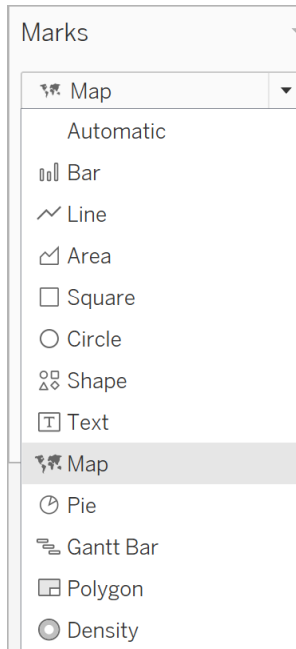 Marks
Map
Automatic
Bar
Line
Area
Square
Circle
Shape
T Text
Map
Pie
Gantt Bar
Polygon
Density